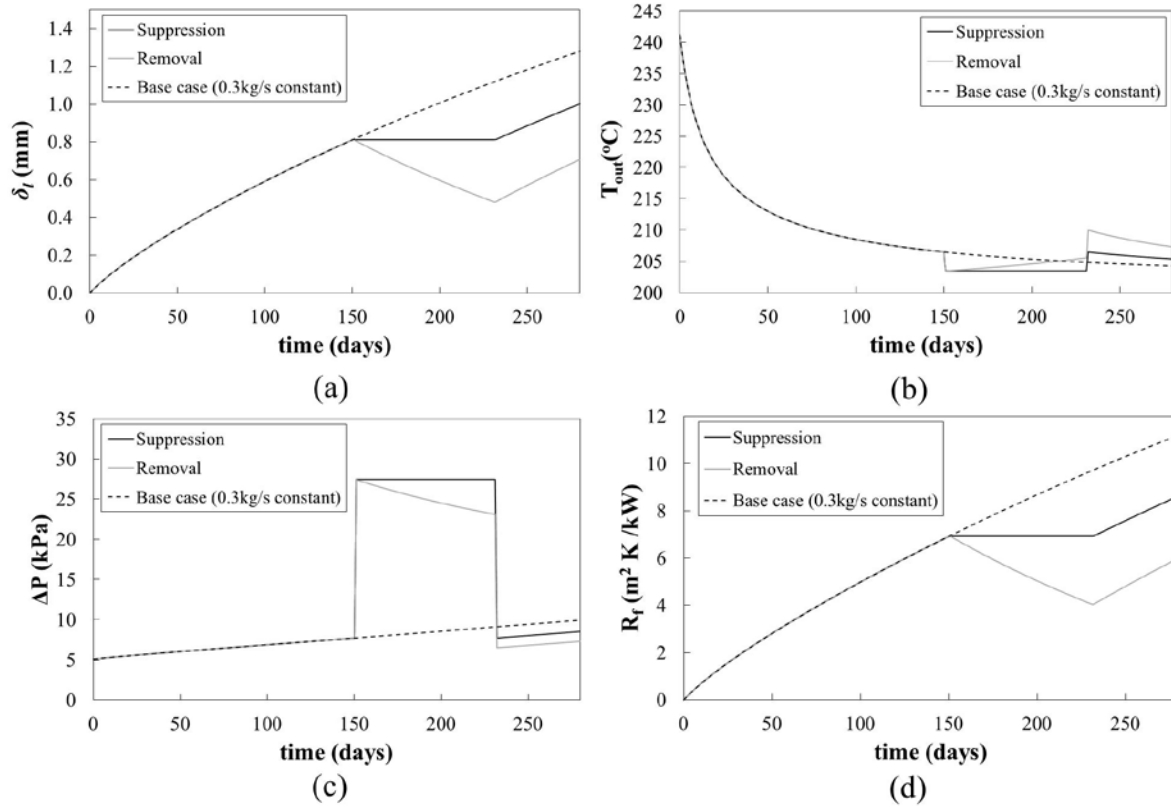 1.4
1.2
1.0
0.8
0.6
0.4
0.2
0.0
δl (mm)
Suppression
Removal
Base case (0.3kg/s constant)
0 50 100 150 200 250
time (days)
(a)
245
240
235
230
225
220
215
210
205
200
Tout(oC)
Suppression
Removal
Base case (0.3kg/s constant)
0 50 100 150 200 250
time (days)
(b)
35
30
25
20
15
10
5
0
ΔP (kPa)
Suppression
Removal
Base case (0.3kg/s constant)
0 50 100 150 200 250
time (days)
(c)
12
10
8
6
4
2
0
Rf (m2 K /kW)
Suppression
Removal
Base case (0.3kg/s constant)
0 50 100 150 200 250
time (days)
(d)